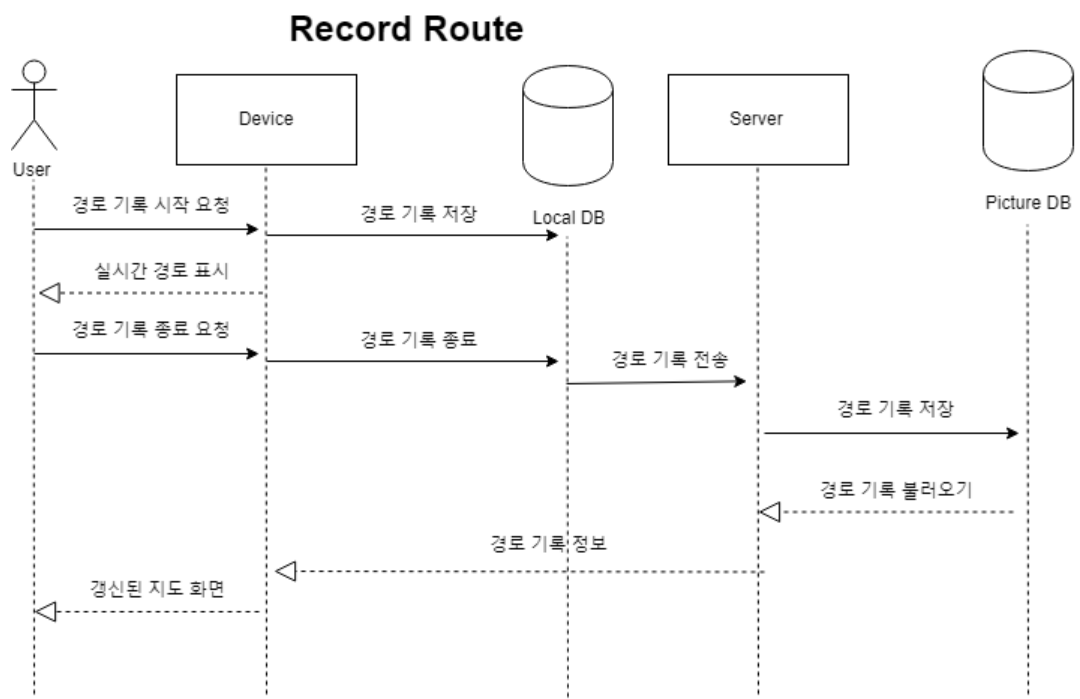 Record Route
User
Device
Local DB
Server
Picture DB
경로 기록 시작 요청
경로 기록 저장
실시간 경로 표시
경로 기록 종료 요청
경로 기록 종료
경로 기록 전송
경로 기록 저장
경로 기록 불러오기
경로 기록 정보
갱신된 지도 화면